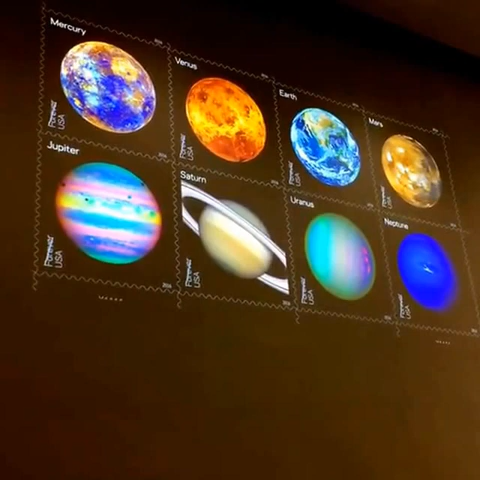 Mercury
Forever
USA
Venus
Forever
USA
Earth
Forever
USA
Mars
Forever
USA
Jupiter
Forever
USA
Saturn
Forever
USA
Uranus
Forever
USA
Neptune
Forever
USA